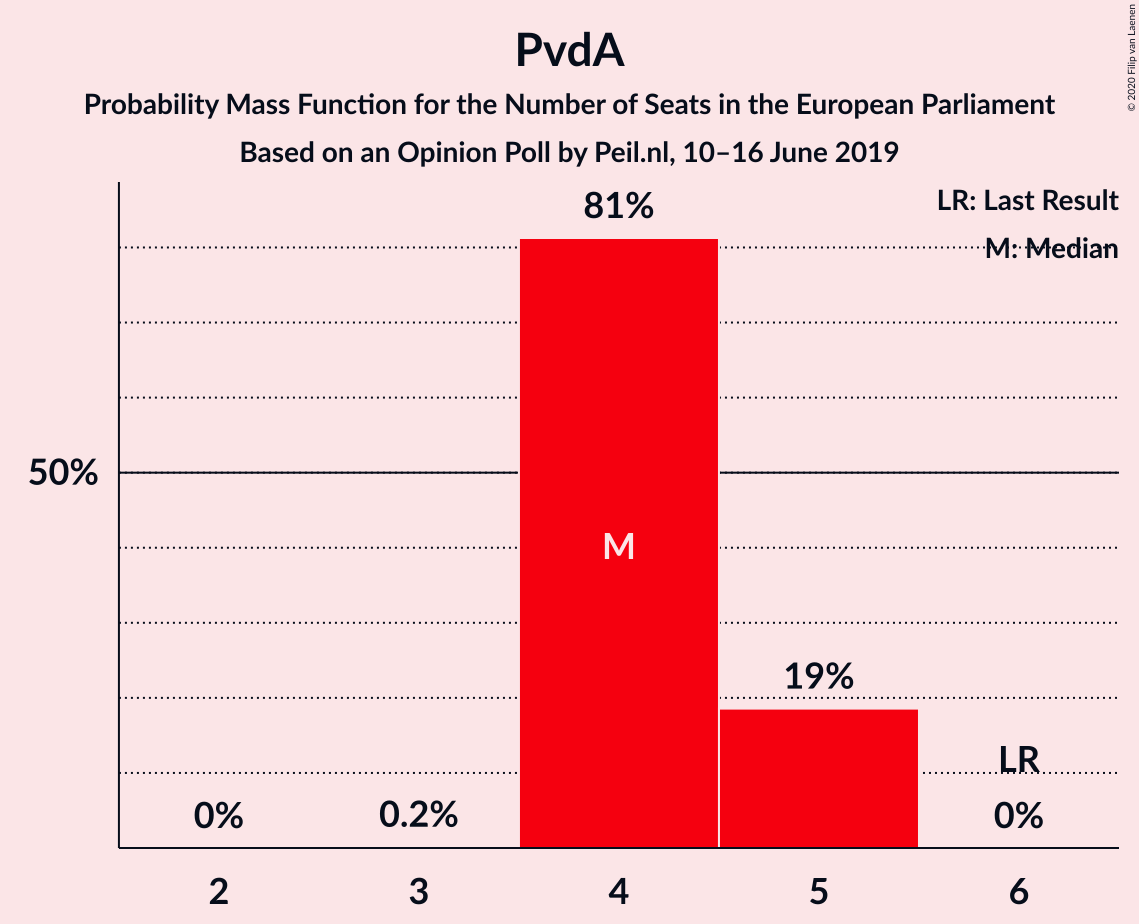 PvdA
Probability Mass Function for the Number of Seats in the European Parliament
Based on an Opinion Poll by Peil.nl, 10–16 June 2019
© 2020 Filip van Laenen
LR: Last Result
M: Median
81%
50%
M
19%
LR
0%
0.2%
0%
2
3
4
5
6